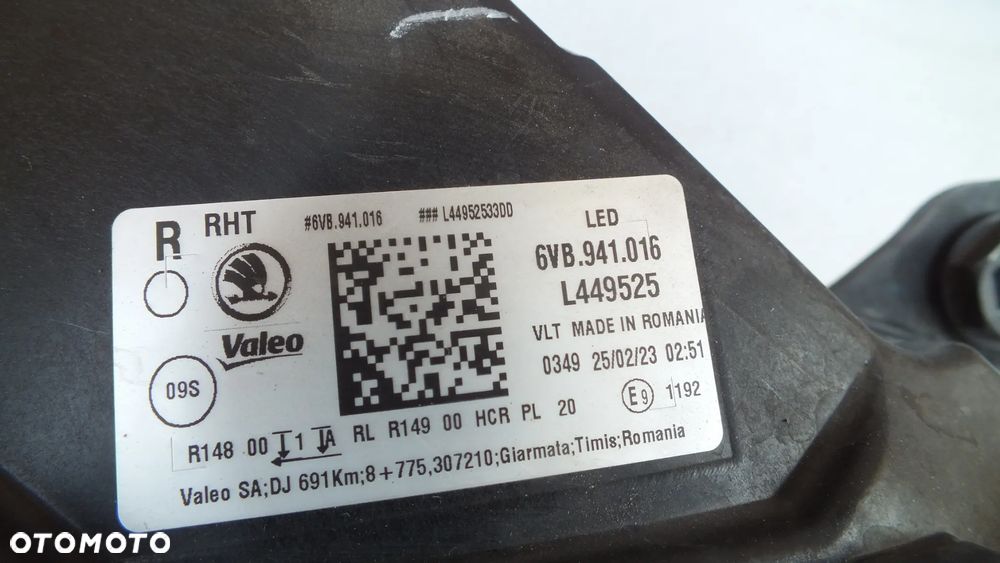 R RHT #6VB.941.016 ### L44952533DD LED
6VB.941.016
L449525
Valeo
VLT MADE IN ROMANIA
0349 25/02/23 02:51
09S
E9 1192
R148 00 1 A RL R149 00 HCR PL 20
Valeo SA;DJ 691Km;8+775,307210;Giarmata;Timis;Romania
OTOMOTO